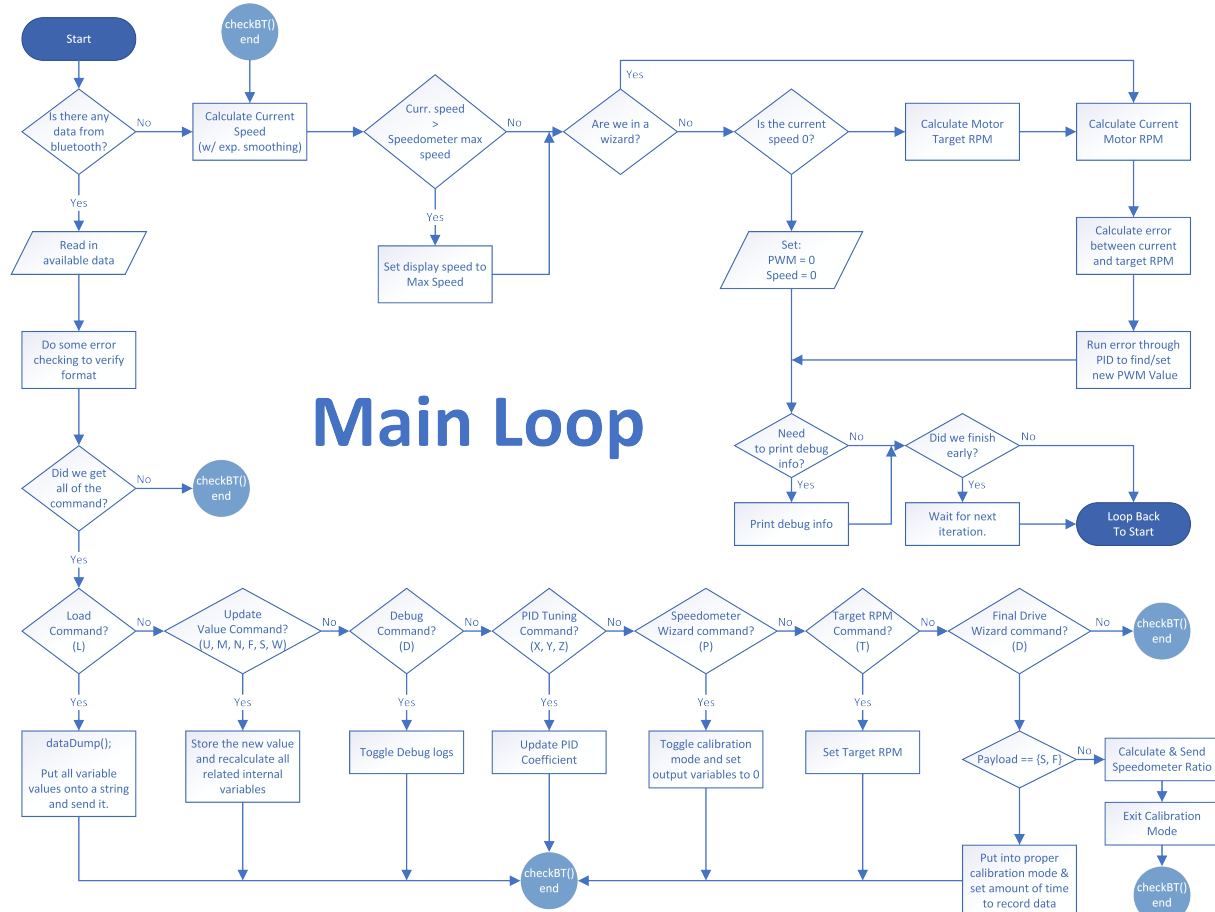 Start
checkBT()
end
Is there any
data from
bluetooth?
No
Calculate Current
Speed
(w/ exp. smoothing)
Curr. speed
>
Speedometer max
speed
No
Are we in a
wizard?
Yes
No
Is the current
speed 0?
Calculate Motor
Target RPM
Calculate Current
Motor RPM
Yes
Read in
available data
Yes
Set display speed to
Max Speed
Set:
PWM = 0
Speed = 0
Calculate error
between current
and target RPM
Do some error
checking to verify
format
Run error through
PID to find/set
new PWM Value
Main Loop
Need
to print debug
info?
No
Did we finish
early?
No
Yes
Yes
Print debug info
Wait for next
iteration.
Loop Back
To Start
Did we get
all of the
command?
No
checkBT()
end
Yes
Load
Command?
(L)
No
Update
Value Command?
(U, M, N, F, S, W)
No
Debug
Command?
(D)
No
PID Tuning
Command?
(X, Y, Z)
No
Speedometer
Wizard command?
(P)
No
Target RPM
Command?
(T)
No
Final Drive
Wizard command?
(D)
No
checkBT()
end
Yes
Yes
Yes
Yes
Yes
Yes
dataDump();
Put all variable
values onto a string
and send it.
Store the new value
and recalculate all
related internal
variables
Toggle Debug logs
Update PID
Coefficient
Toggle calibration
mode and set
output variables to 0
Set Target RPM
Payload == {S, F}
No
Calculate & Send
Speedometer Ratio
Exit Calibration
Mode
checkBT()
end
Put into proper
calibration mode &
set amount of time
to record data
checkBT()
end